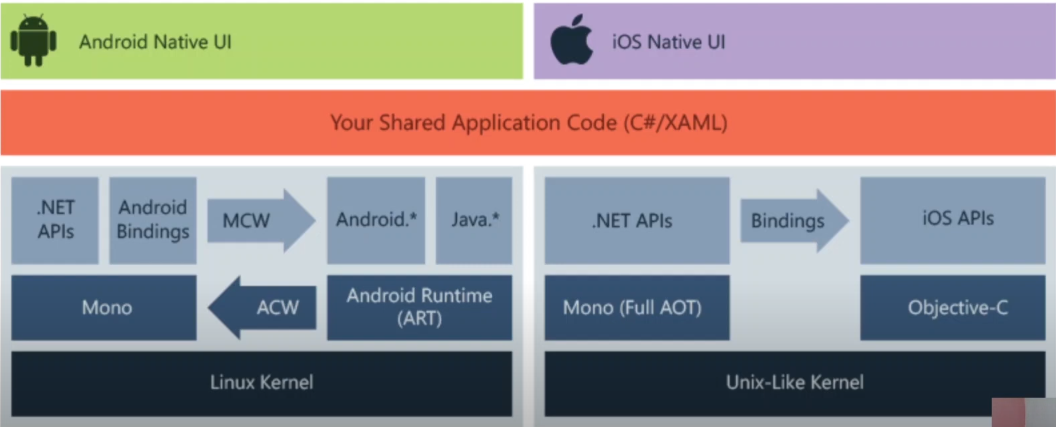 Android Native UI
iOS Native UI
Your Shared Application Code (C#/XAML)
.NET
APIs
Android
Bindings
MCW
Android.*
Java.*
Mono
ACW
Android Runtime
(ART)
Linux Kernel
.NET APIs
Bindings
iOS APIs
Mono (Full AOT)
Objective-C
Unix-Like Kernel